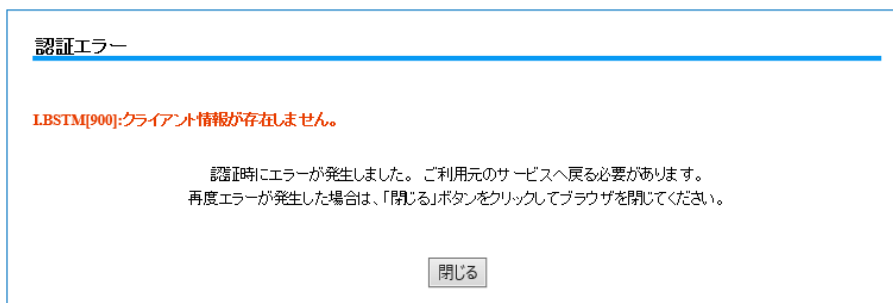 認証エラー
I.BSTM[900]:クライアント情報が存在しません。
認証時にエラーが発生しました。ご利用元のサービスへ戻る必要があります。
再度エラーが発生した場合は、「閉じる」ボタンをクリックしてブラウザを閉じてください。
閉じる